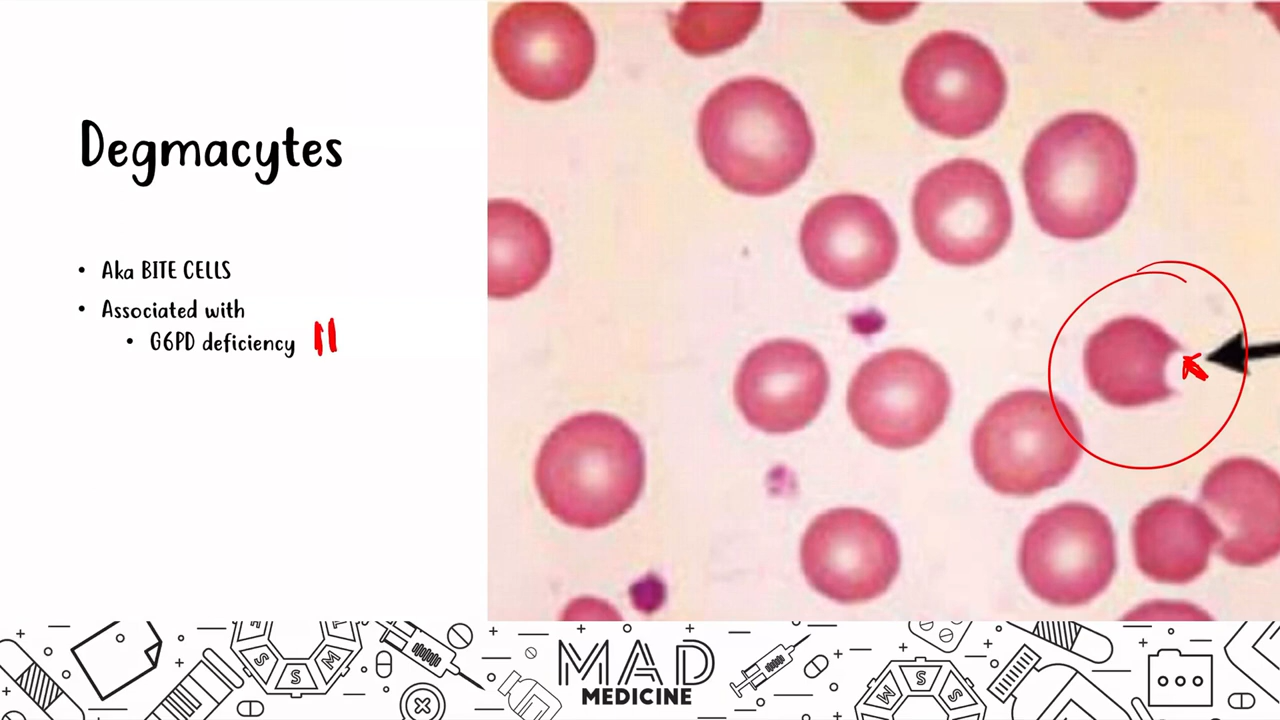 Degmacytes
• Aka BITE CELLS
• Associated with
• G6PD deficiency
MAD
MEDICINE
S
S
M
M
S
S